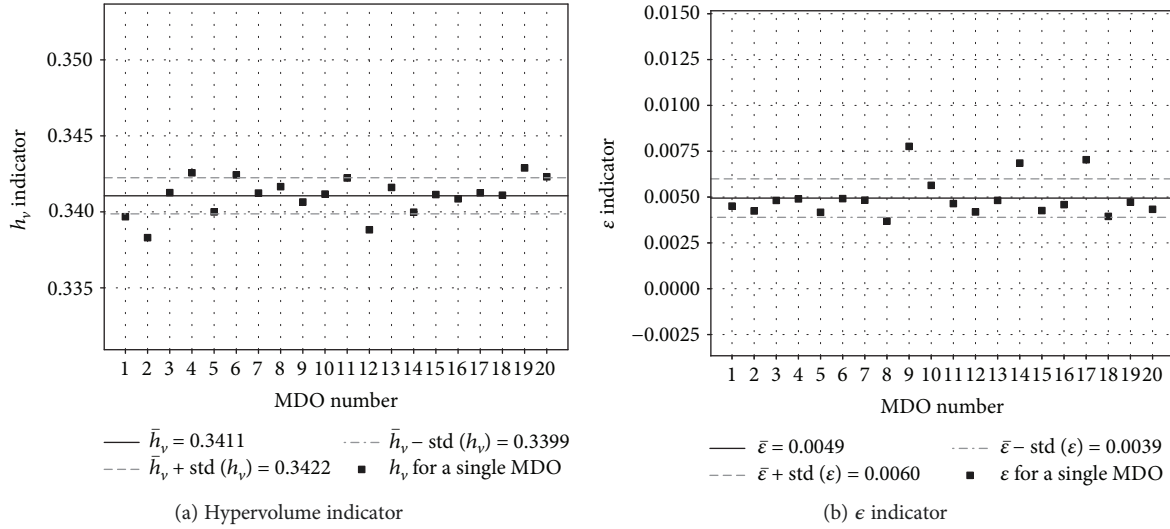 0.350
0.345
0.340
0.335
h_v indicator
1 2 3 4 5 6 7 8 9 10 11 12 13 14 15 16 17 18 19 20
MDO number
h̄_v = 0.3411
h̄_v – std (h_v) = 0.3399
h̄_v + std (h_v) = 0.3422
h_v for a single MDO
(a) Hypervolume indicator
0.0150
0.0125
0.0100
0.0075
0.0050
0.0025
0.0000
−0.0025
ε indicator
1 2 3 4 5 6 7 8 9 10 11 12 13 14 15 16 17 18 19 20
MDO number
ε̄ = 0.0049
ε̄ – std (ε) = 0.0039
ε̄ + std (ε) = 0.0060
ε for a single MDO
(b) ϵ indicator